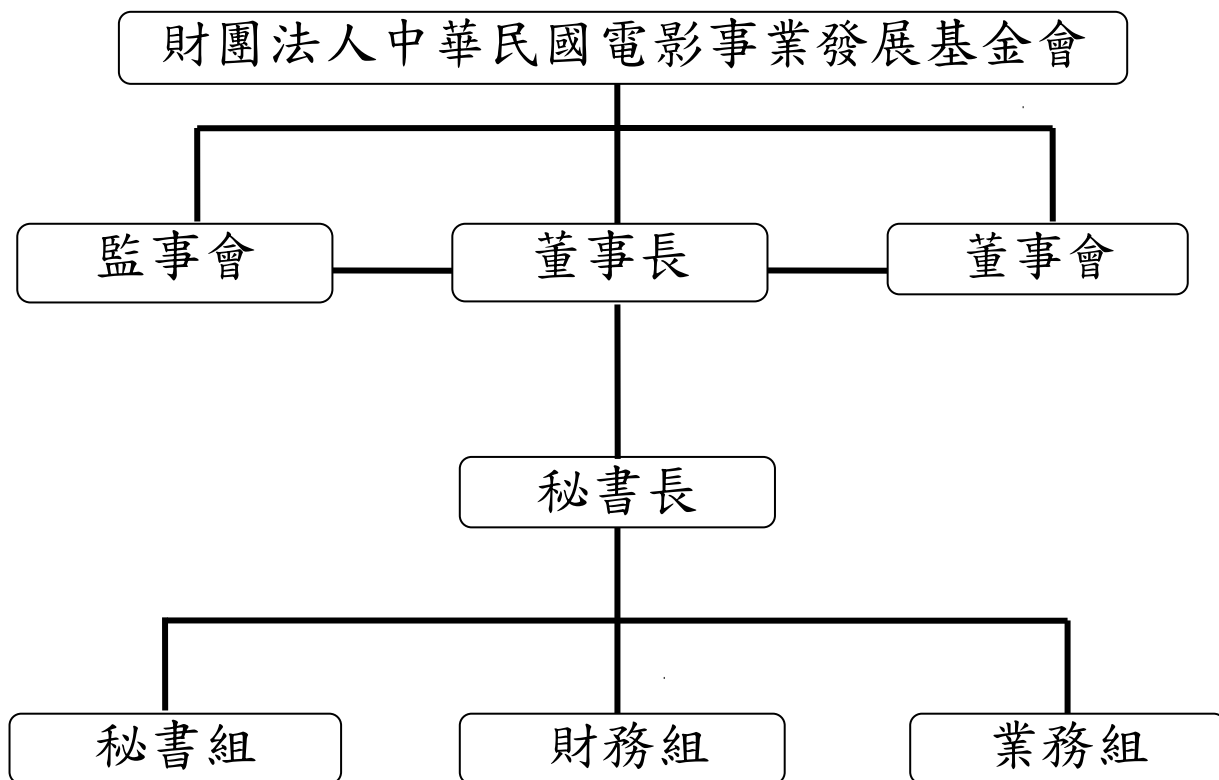 財團法人中華民國電影事業發展基金會
監事會
董事長
董事會
秘書長
秘書組
財務組
業務組